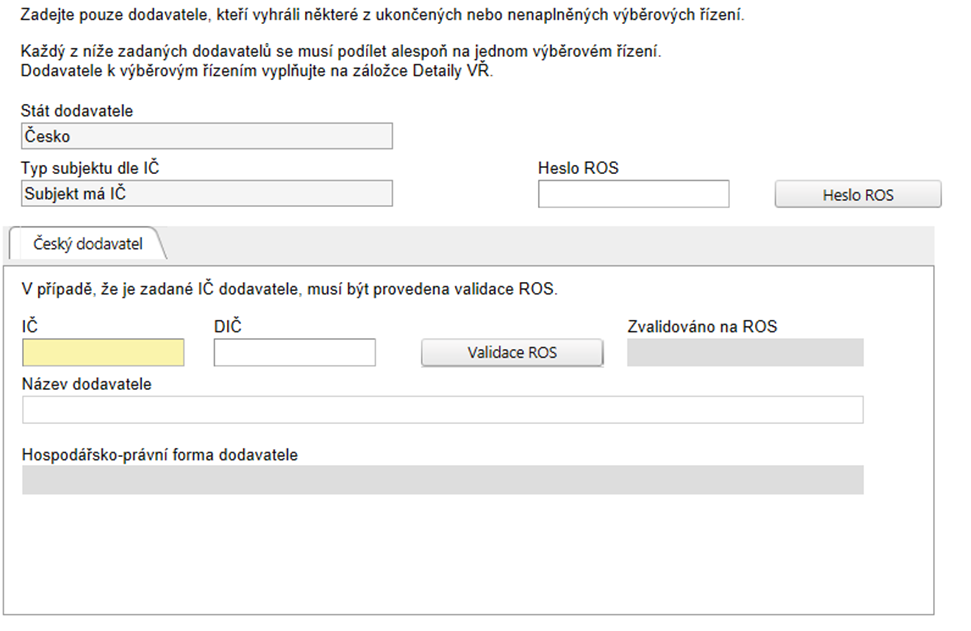 Zadejte pouze dodavatele, kteří vyhráli některé z ukončených nebo nenaplněných výběrových řízení.
Každý z níže zadaných dodavatelů se musí podílet alespoň na jednom výběrovém řízení.
Dodavatele k výběrovým řízením vyplňujte na záložce Detaily VŘ.
Stát dodavatele
Česko
Typ subjektu dle IČ
Heslo ROS
Subjekt má IČ
Heslo ROS
Český dodavatel
V případě, že je zadané IČ dodavatele, musí být provedena validace ROS.
IČ
DIČ
Zvalidováno na ROS
Validace ROS
Název dodavatele
Hospodářsko-právní forma dodavatele